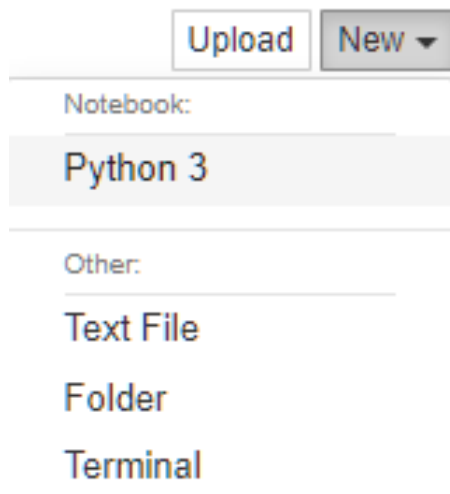 Upload New
Notebook:
Python 3
Other:
Text File
Folder
Terminal